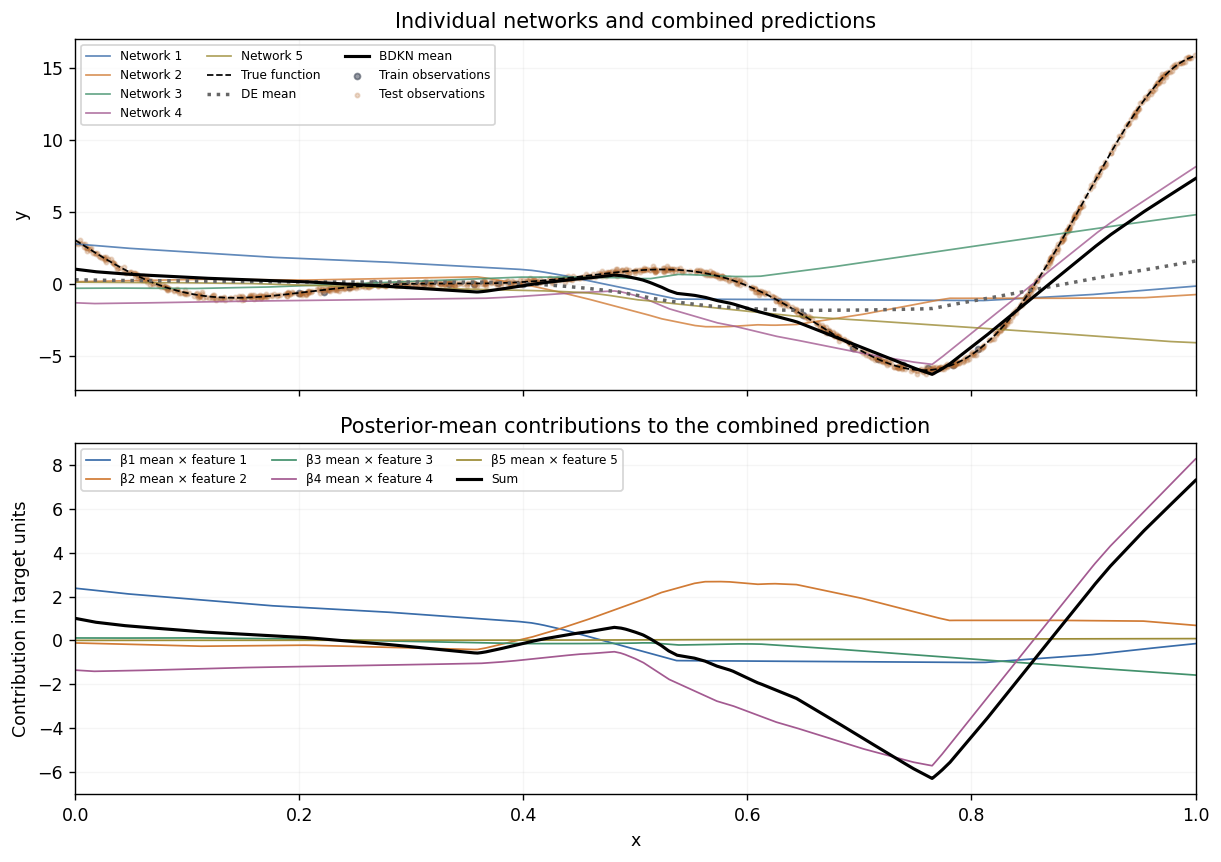 Individual networks and combined predictions
Network 1 Network 5 BDKN mean
Network 2 True function Train observations
Network 3 DE mean Test observations
Network 4
15
10
5
0
−5
y
Posterior-mean contributions to the combined prediction
β1 mean × feature 1 β3 mean × feature 3 β5 mean × feature 5
β2 mean × feature 2 β4 mean × feature 4 Sum
8
6
4
2
0
−2
−4
−6
Contribution in target units
0.0 0.2 0.4 0.6 0.8 1.0
x